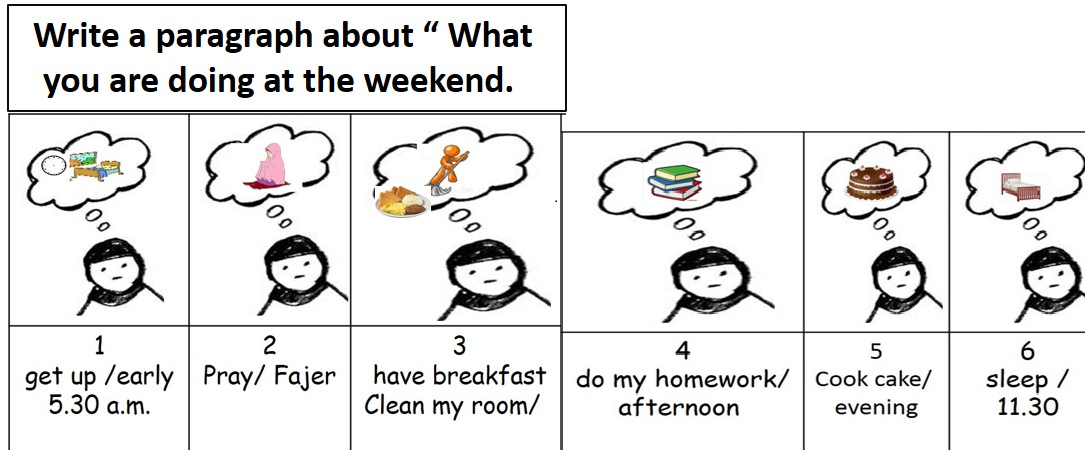 Write a paragraph about “ What
you are doing at the weekend.
1
get up /early
5.30 a.m.
2
Pray/ Fajer
3
have breakfast
Clean my room/
4
do my homework/
afternoon
5
Cook cake/
evening
6
sleep /
11.30